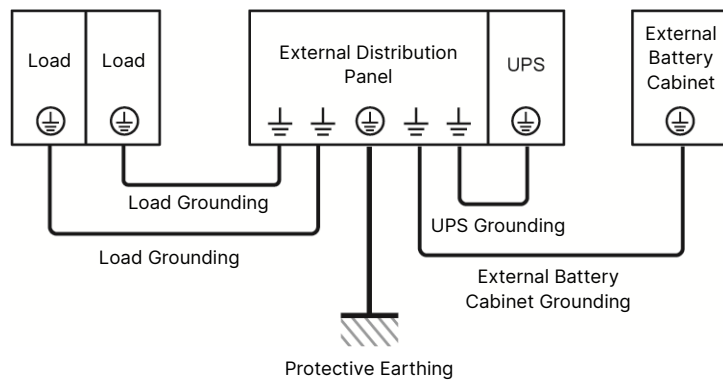 Load
Load
External Distribution
Panel
UPS
External
Battery
Cabinet
Load Grounding
UPS Grounding
Load Grounding
External Battery
Cabinet Grounding
Protective Earthing